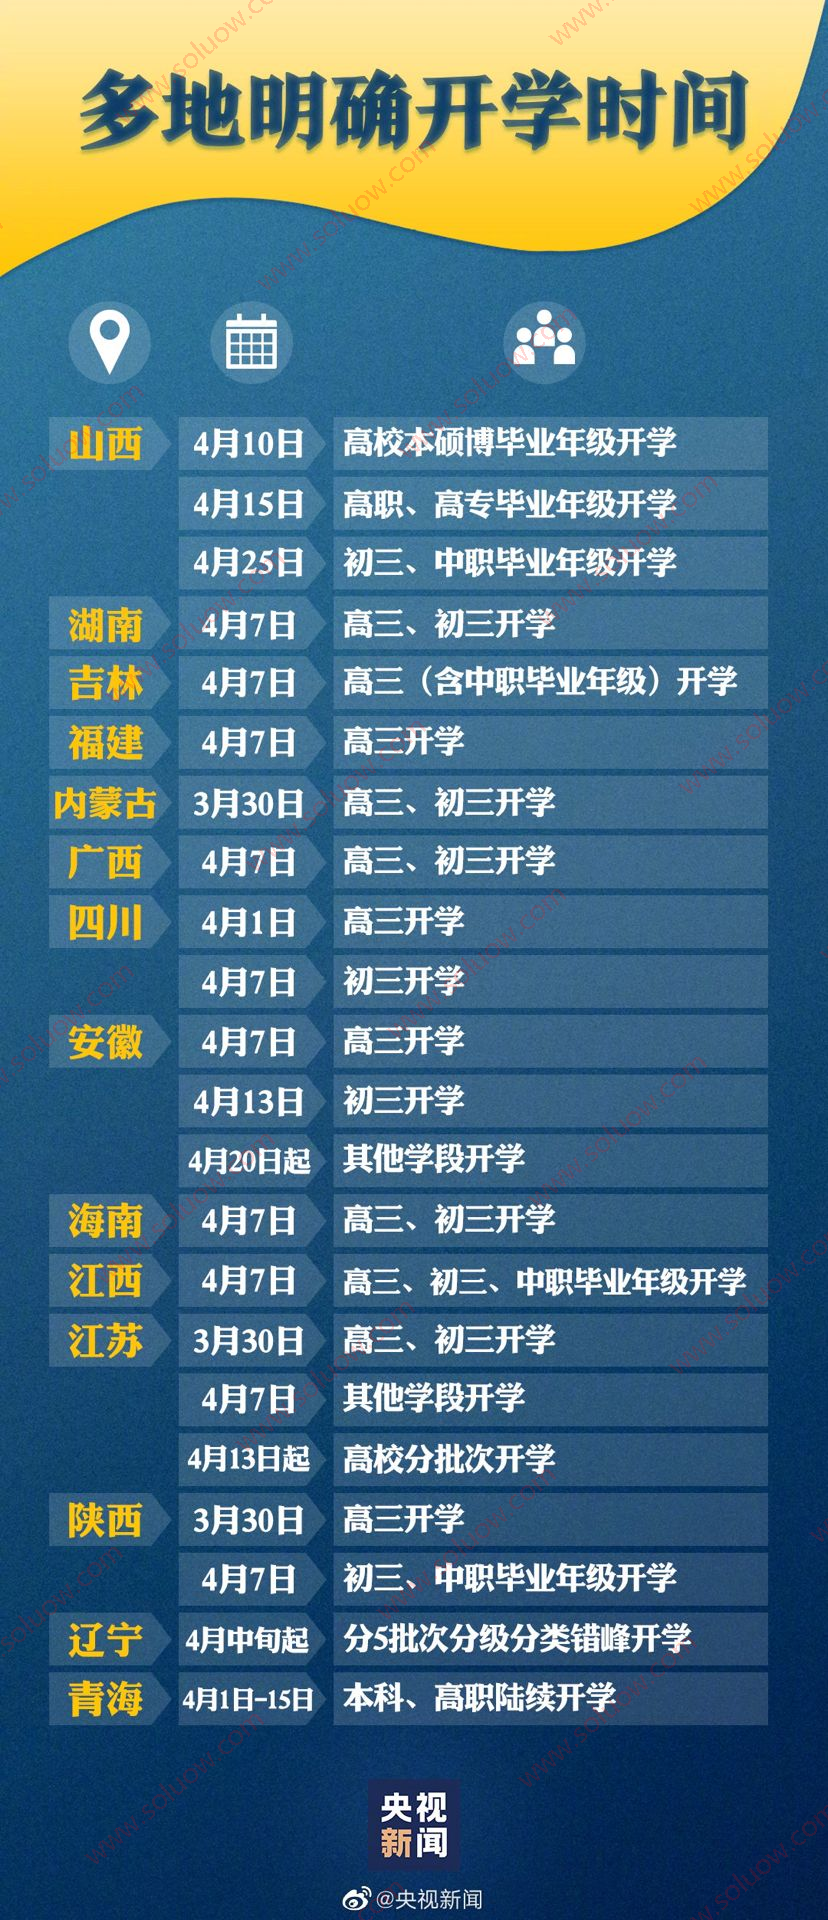 多地明确开学时间
山西 4月10日 高校本硕博毕业年级开学
4月15日 高职、高专毕业年级开学
4月25日 初三、中职毕业年级开学
湖南 4月7日 高三、初三开学
吉林 4月7日 高三（含中职毕业年级）开学
福建 4月7日 高三开学
内蒙古 3月30日 高三、初三开学
广西 4月7日 高三、初三开学
四川 4月1日 高三开学
4月7日 初三开学
安徽 4月7日 高三开学
4月13日 初三开学
4月20日起 其他学段开学
海南 4月7日 高三、初三开学
江西 4月7日 高三、初三、中职毕业年级开学
江苏 3月30日 高三、初三开学
4月7日 其他学段开学
4月13日起 高校分批次开学
陕西 3月30日 高三开学
4月7日 初三、中职毕业年级开学
辽宁 4月中旬起 分5批次分级分类错峰开学
青海 4月1日-15日 本科、高职陆续开学
央视
新闻
@央视新闻
www.soluow.com